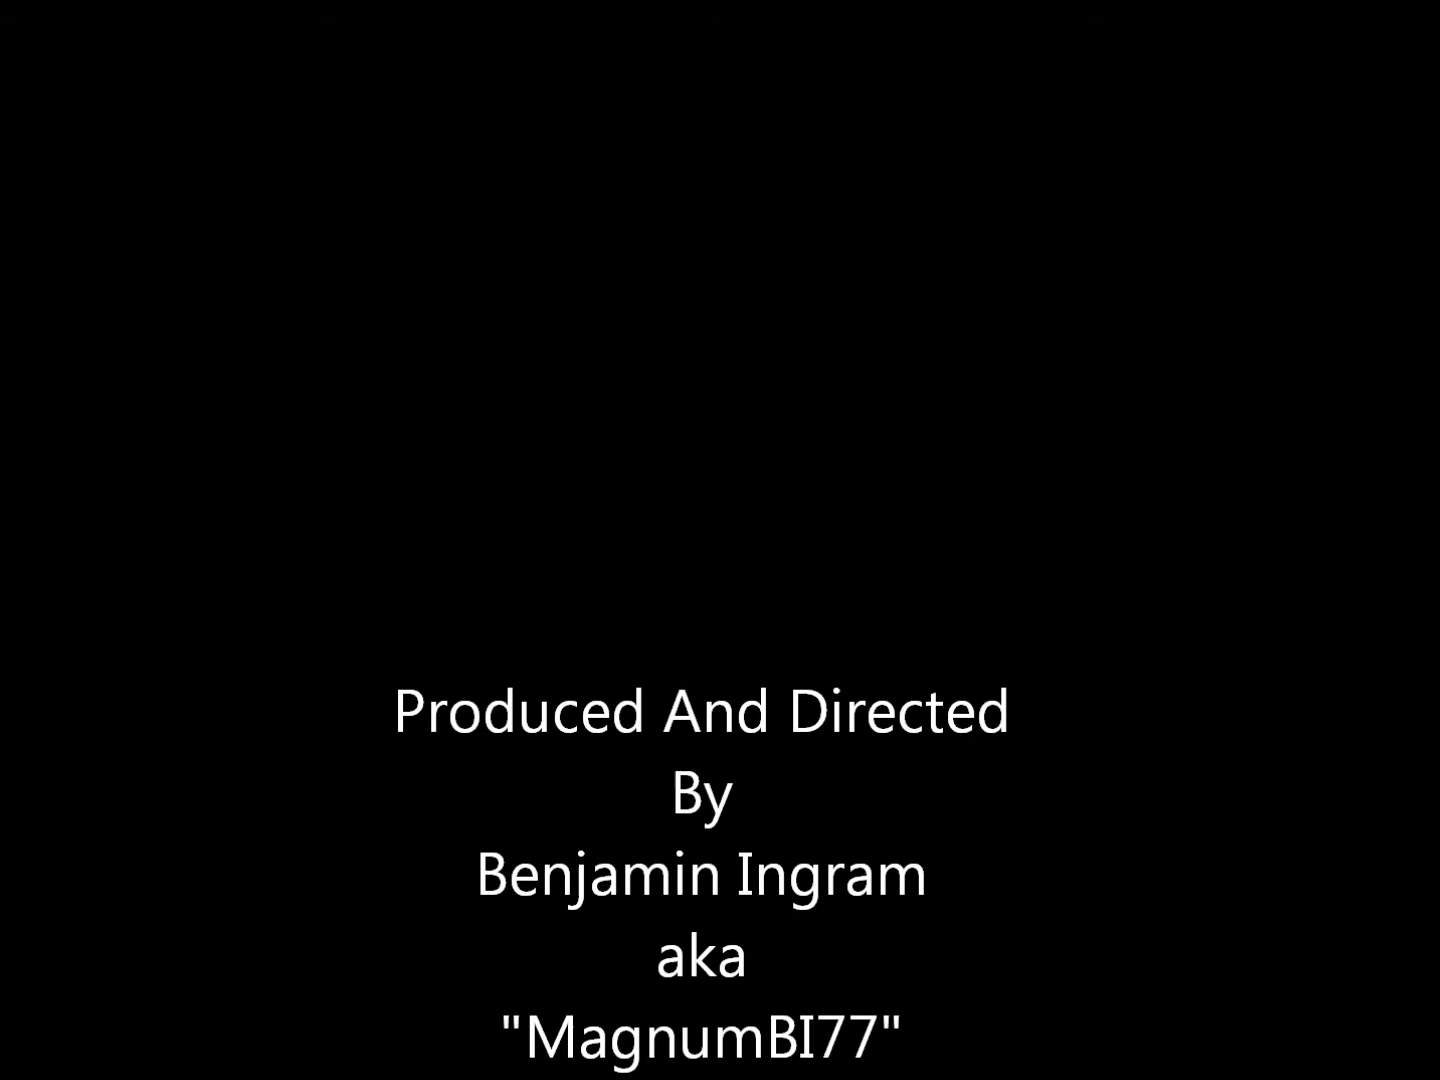 Produced And Directed
By
Benjamin Ingram
aka
"MagnumBI77"